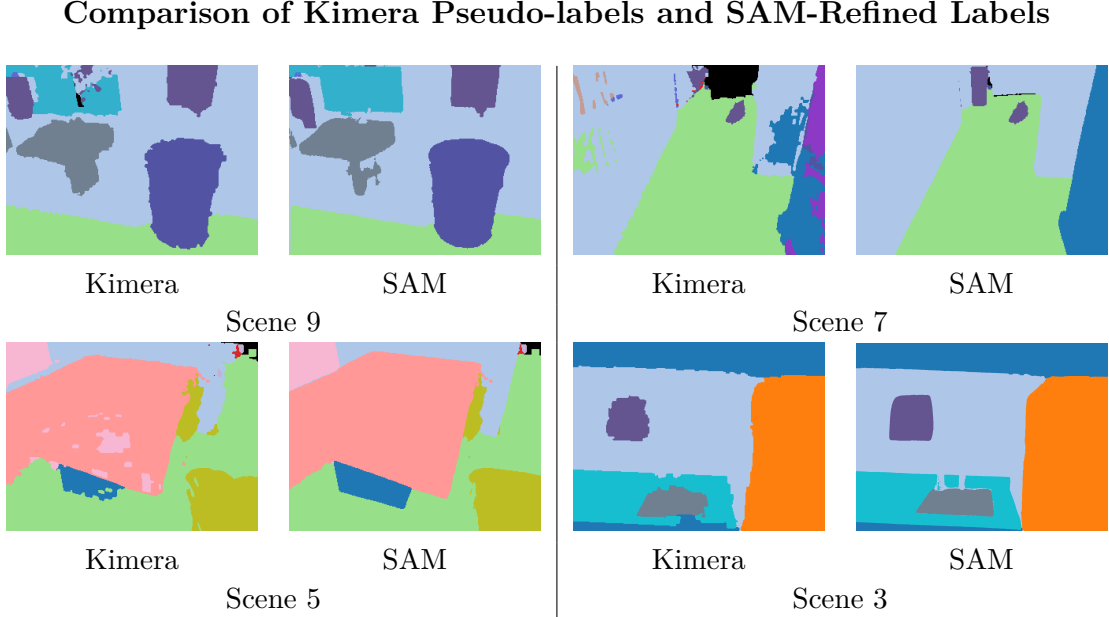 Comparison of Kimera Pseudo-labels and SAM-Refined Labels
Kimera SAM
Scene 9
Kimera SAM
Scene 7
Kimera SAM
Scene 5
Kimera SAM
Scene 3